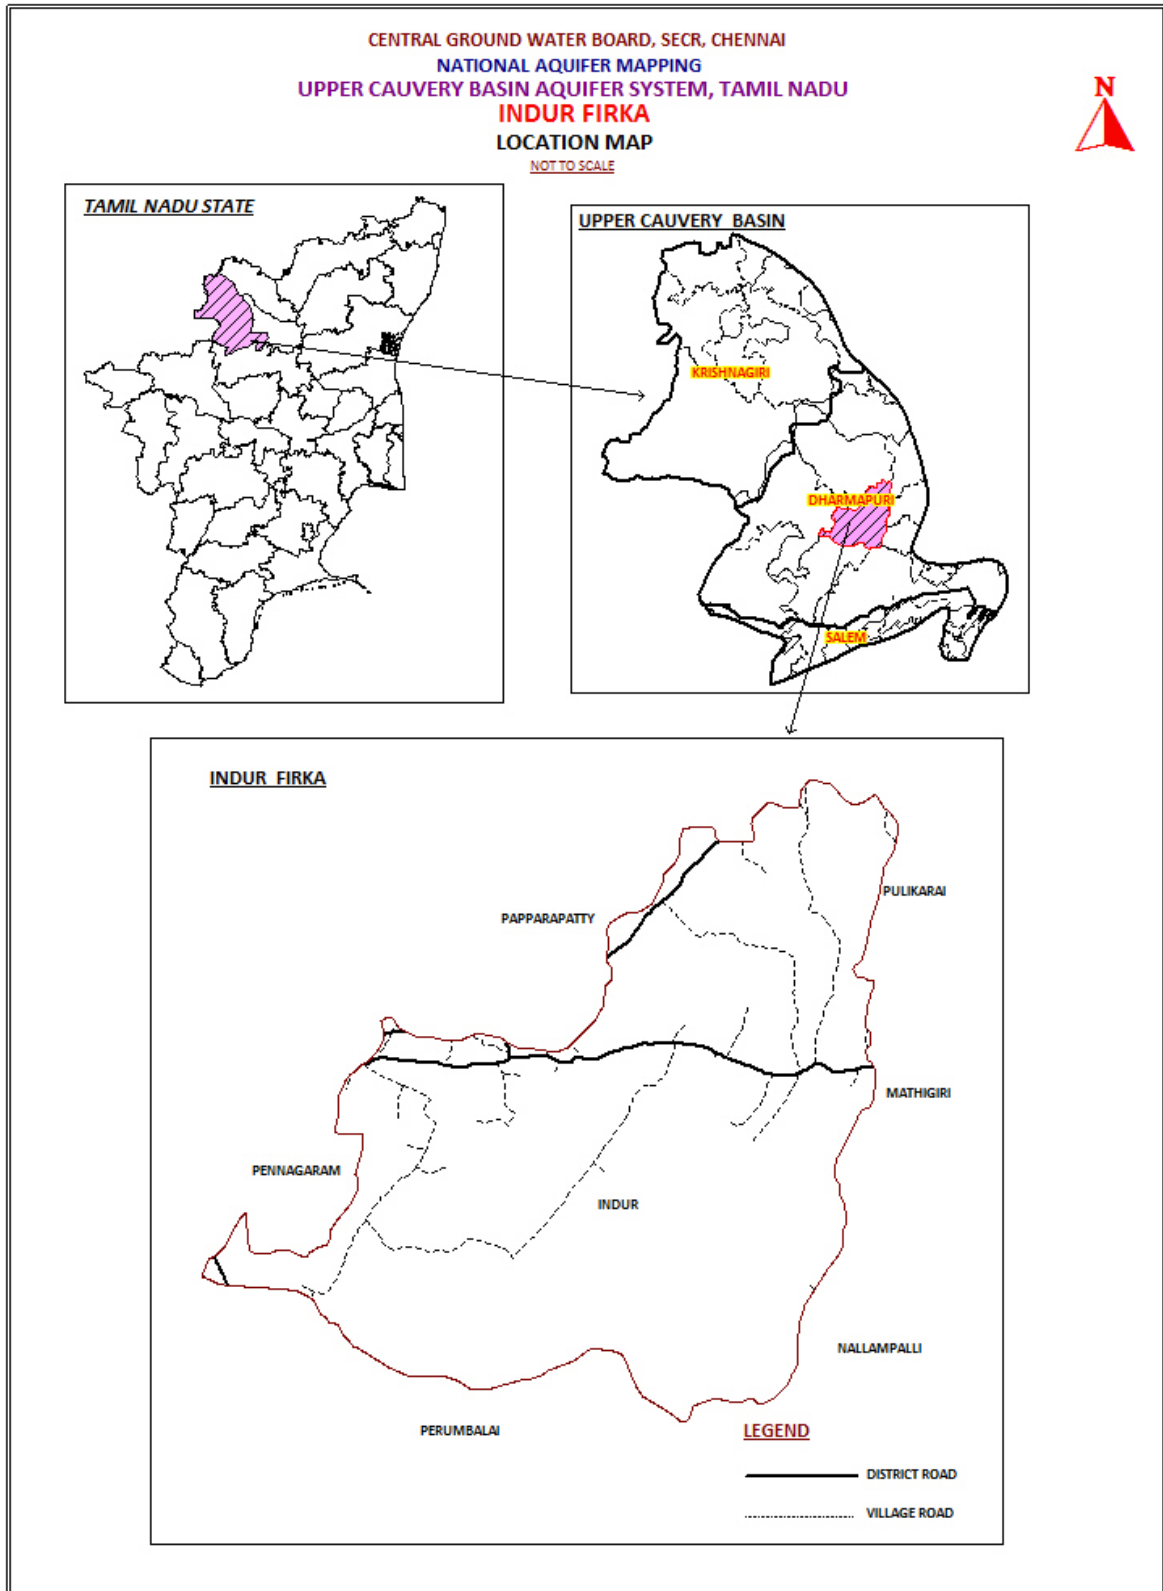 CENTRAL GROUND WATER BOARD, SECR, CHENNAI
NATIONAL AQUIFER MAPPING
UPPER CAUVERY BASIN AQUIFER SYSTEM, TAMIL NADU
INDUR FIRKA
LOCATION MAP
NOT TO SCALE
N
TAMIL NADU STATE
UPPER CAUVERY BASIN
KRISHNAGIRI
DHARMAPURI
SALEM
INDUR FIRKA
PULIKARAI
PAPPARAPATTY
MATHIGIRI
PENNAGARAM
INDUR
NALLAMPALLI
PERUMBALAI
LEGEND
DISTRICT ROAD
VILLAGE ROAD